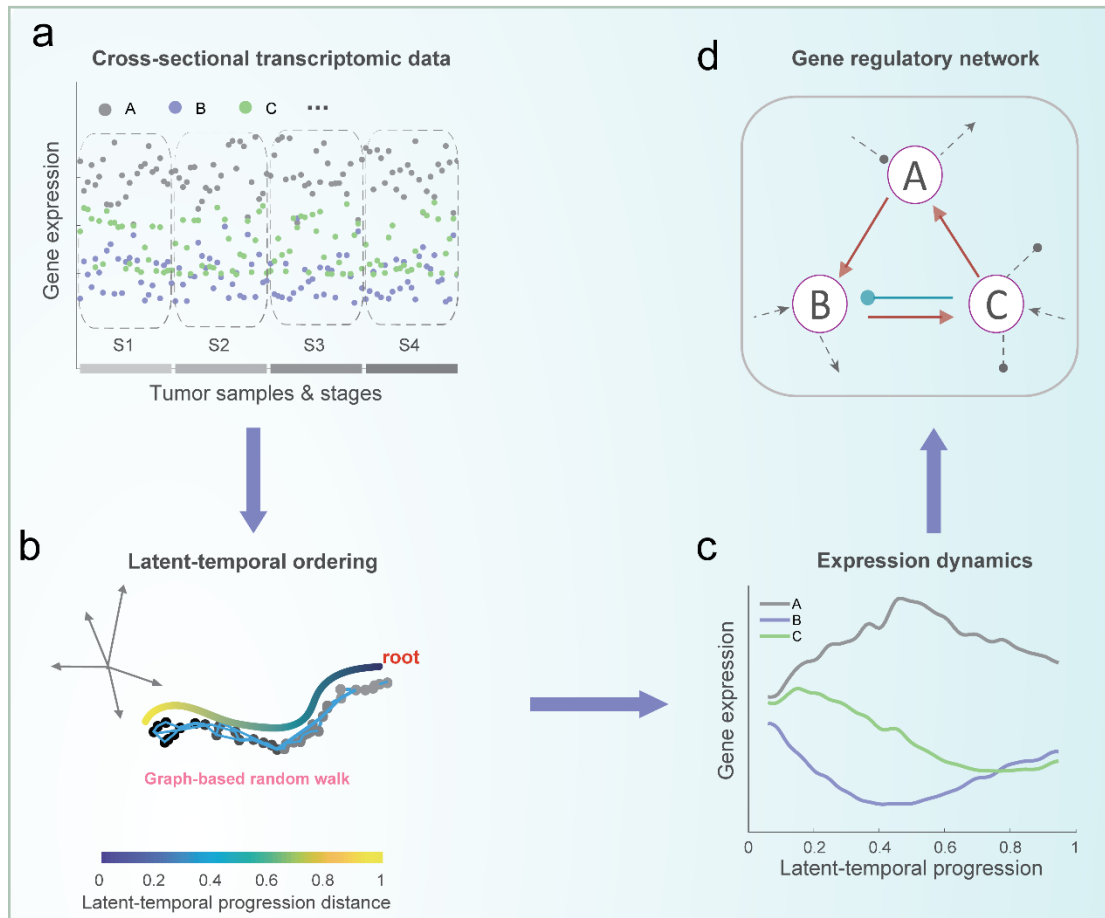 a
Cross-sectional transcriptomic data
A B C ...
Gene expression
S1 S2 S3 S4
Tumor samples & stages
b
Latent-temporal ordering
root
Graph-based random walk
0 0.2 0.4 0.6 0.8 1
Latent-temporal progression distance
c
Expression dynamics
A
B
C
Gene expression
0 0.2 0.4 0.6 0.8 1
Latent-temporal progression
d
Gene regulatory network
A
B C